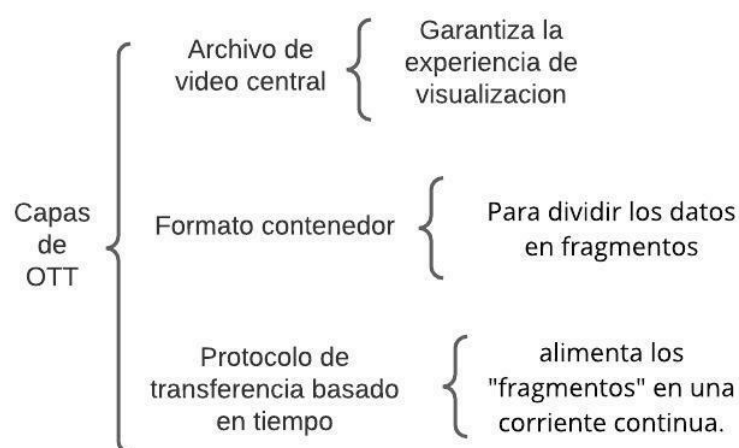 Capas
de
OTT
Archivo de
video central
Garantiza la
experiencia de
visualizacion
Formato contenedor
Para dividir los datos
en fragmentos
Protocolo de
transferencia basado
en tiempo
alimenta los
"fragmentos" en una
corriente continua.